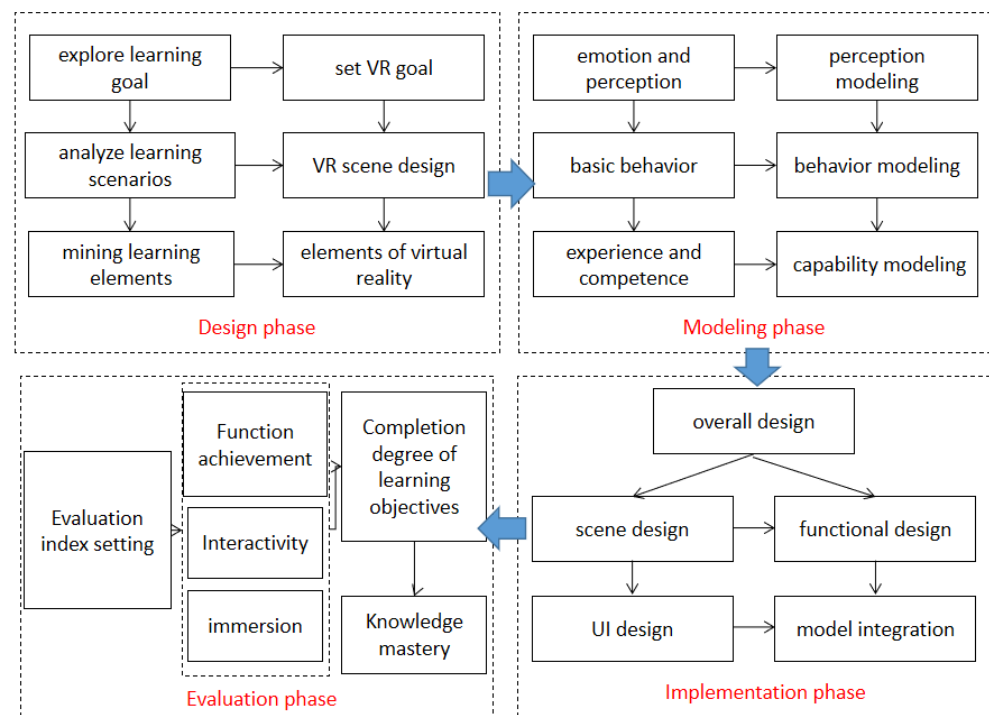 explore learning
goal
set VR goal
analyze learning
scenarios
VR scene design
mining learning
elements
elements of virtual
reality
Design phase
emotion and
perception
perception
modeling
basic behavior
behavior modeling
experience and
competence
capability modeling
Modeling phase
Evaluation
index setting
Function
achievement
Interactivity
immersion
Completion
degree of
learning
objectives
Knowledge
mastery
Evaluation phase
overall design
scene design
functional design
UI design
model integration
Implementation phase